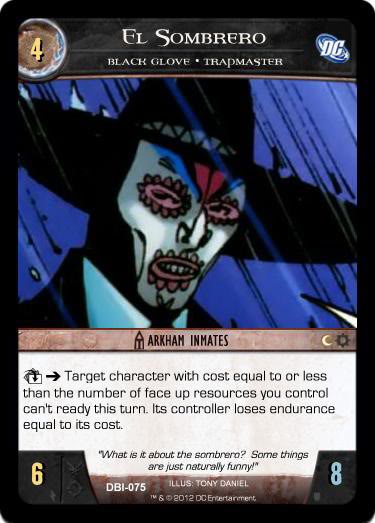 4
EL SOMBRERO
BLACK GLOVE • TRAPMASTER
DC
ARKHAM INMATES
➔ Target character with cost equal to or less
than the number of face up resources you control
can't ready this turn. Its controller loses endurance
equal to its cost.
"What is it about the sombrero?  Some things
are just naturally funny!"
6
DBI-075
ILLUS: TONY DANIEL
8
™ & © 2012 DC Entertainment